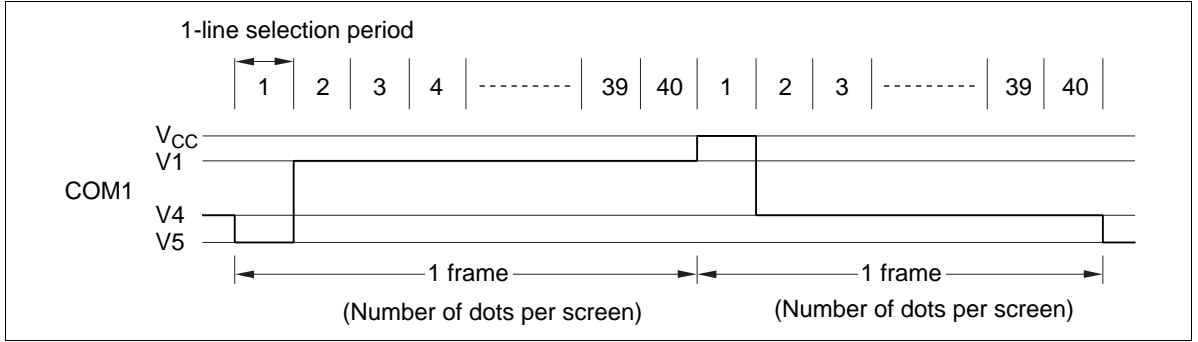 1-line selection period
1 2 3 4 --------- 39 40 1 2 3 --------- 39 40
VCC
V1
COM1
V4
V5
1 frame 1 frame
(Number of dots per screen) (Number of dots per screen)